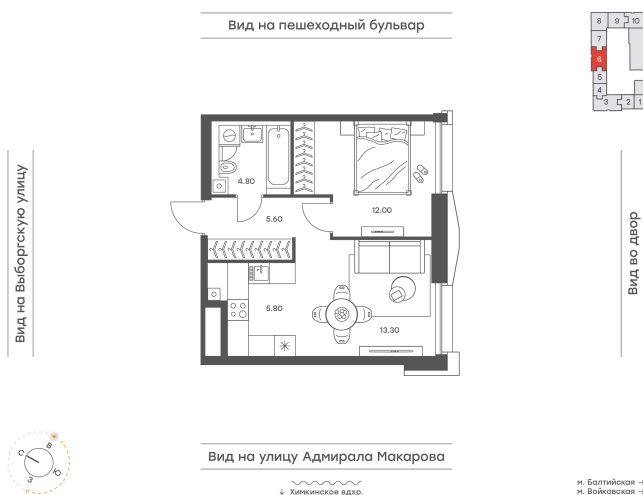 Вид на пешеходный бульвар
8 9 10
7
6
5
4
3 2 1
Вид на Выборгскую улицу
4.80
12.00
5.60
5.80
13.30
Вид во двор
Вид на улицу Адмирала Макарова
↓ Химкинское вдхр.
С
В
Ю
З
м. Балтийская
м. Войковская